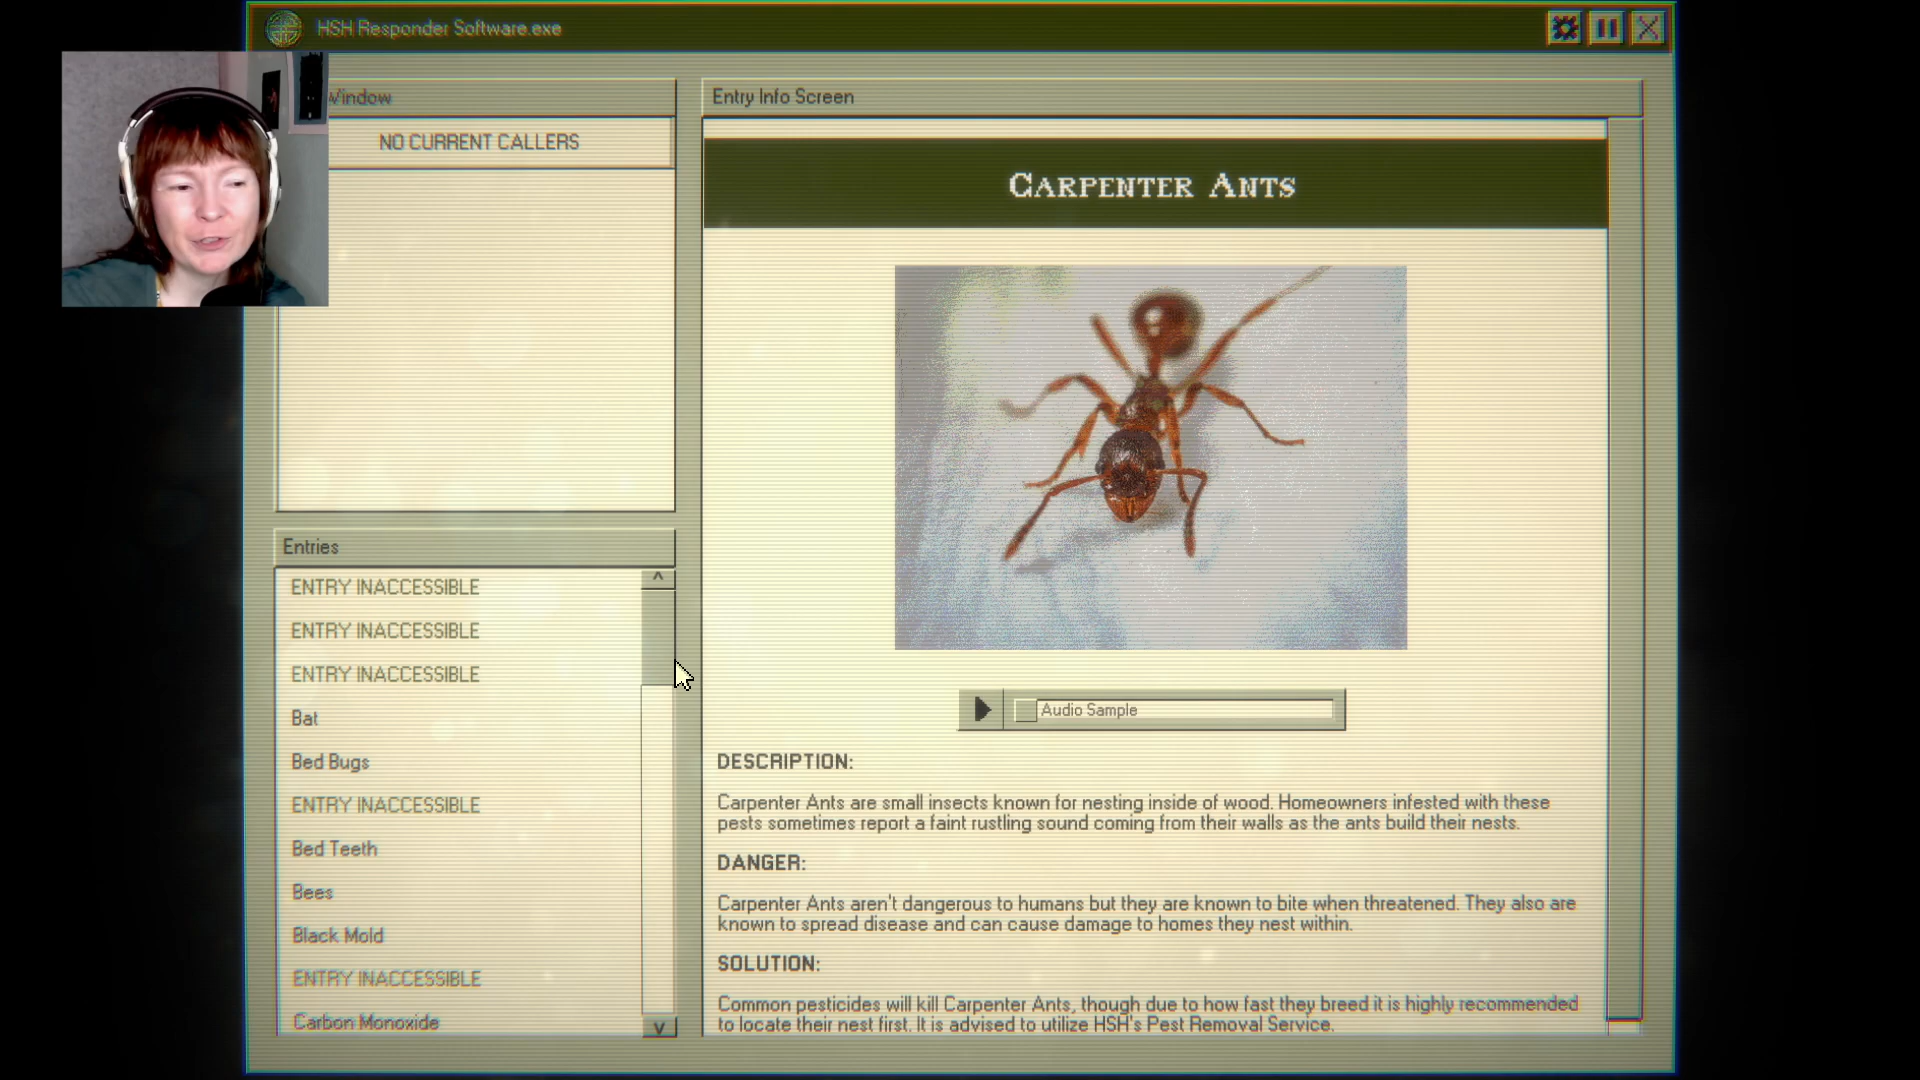 HSH Responder Software.exe
Window
NO CURRENT CALLERS
Entries
ENTRY INACCESSIBLE
ENTRY INACCESSIBLE
ENTRY INACCESSIBLE
Bat
Bed Bugs
ENTRY INACCESSIBLE
Bed Teeth
Bees
Black Mold
ENTRY INACCESSIBLE
Carbon Monoxide
Entry Info Screen
CARPENTER ANTS
Audio Sample
DESCRIPTION:
Carpenter Ants are small insects known for nesting inside of wood. Homeowners infested with these
pests sometimes report a faint rustling sound coming from their walls as the ants build their nests.
DANGER:
Carpenter Ants aren't dangerous to humans but they are known to bite when threatened. They also are
known to spread disease and can cause damage to homes they nest within.
SOLUTION:
Common pesticides will kill Carpenter Ants, though due to how fast they breed it is highly recommended
to locate their nest first. It is advised to utilize HSH's Pest Removal Service.